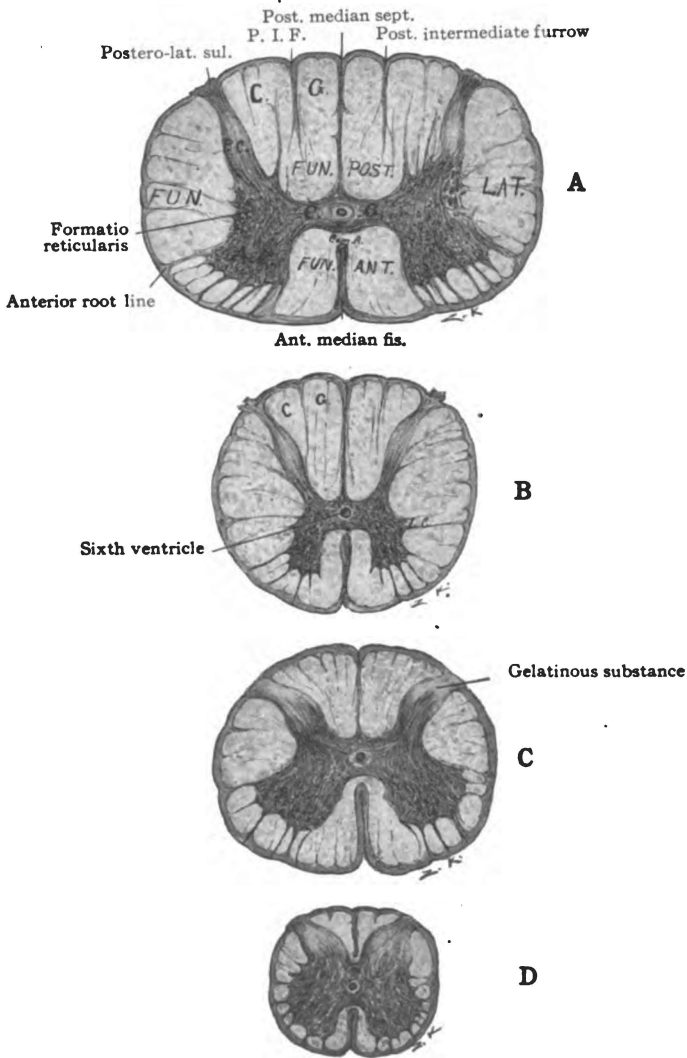 Post. median sept.
P. I. F. Post. intermediate furrow
Postero-lat. sul.
C. G.
P.C.
FUN. POST.
FUN. LAT.
A
C. G.
Formatio
reticularis
FUN. ANT.
Anterior root line
Z. K
Ant. median fis.
C G.
B
Sixth ventricle
Z. K.
Gelatinous substance
C
Z. K.
D
Z. K